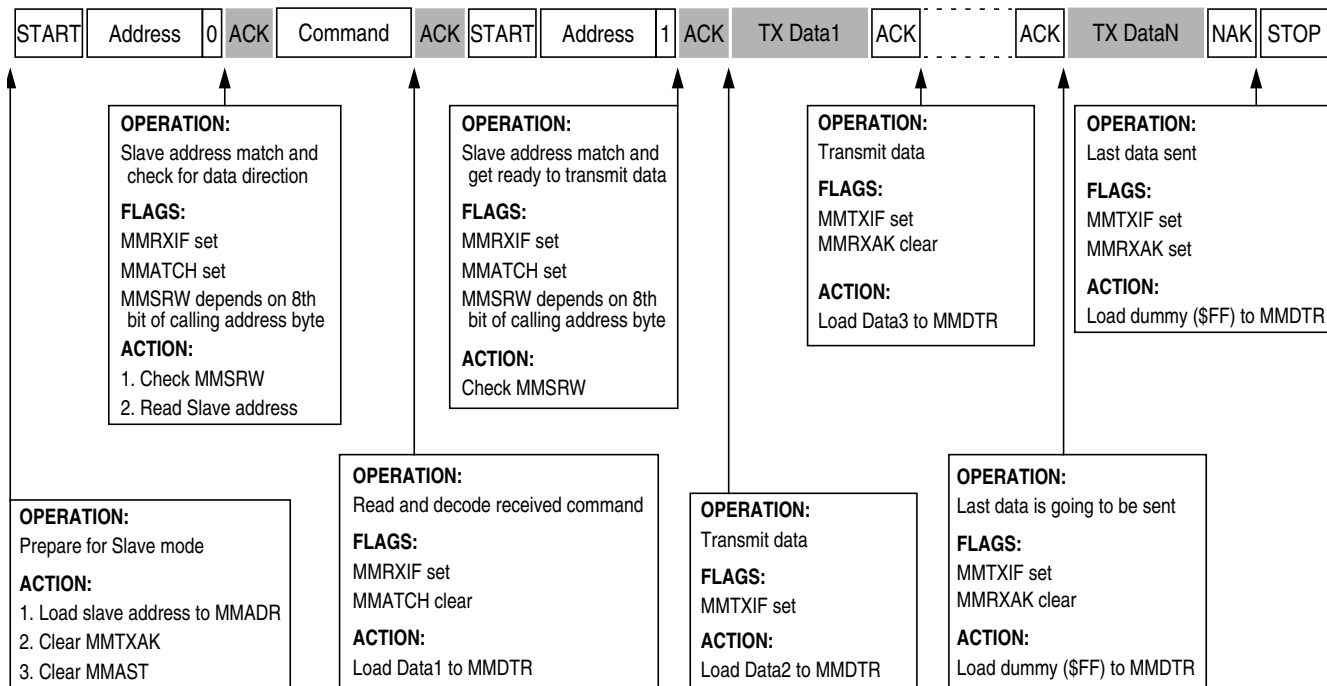 START Address 0 ACK Command ACK START Address 1 ACK TX Data1 ACK ACK TX DataN NAK STOP
OPERATION:
Slave address match and
check for data direction
FLAGS:
MMRXIF set
MMATCH set
MMSRW depends on 8th
bit of calling address byte
ACTION:
1. Check MMSRW
2. Read Slave address
OPERATION:
Slave address match and
get ready to transmit data
FLAGS:
MMRXIF set
MMATCH set
MMSRW depends on 8th
bit of calling address byte
ACTION:
Check MMSRW
OPERATION:
Transmit data
FLAGS:
MMTXIF set
MMRXAK clear
ACTION:
Load Data3 to MMDTR
OPERATION:
Last data sent
FLAGS:
MMTXIF set
MMRXAK set
ACTION:
Load dummy ($FF) to MMDTR
OPERATION:
Prepare for Slave mode
ACTION:
1. Load slave address to MMADR
2. Clear MMTXAK
3. Clear MMAST
OPERATION:
Read and decode received command
FLAGS:
MMRXIF set
MMATCH clear
ACTION:
Load Data1 to MMDTR
OPERATION:
Transmit data
FLAGS:
MMTXIF set
ACTION:
Load Data2 to MMDTR
OPERATION:
Last data is going to be sent
FLAGS:
MMTXIF set
MMRXAK clear
ACTION:
Load dummy ($FF) to MMDTR